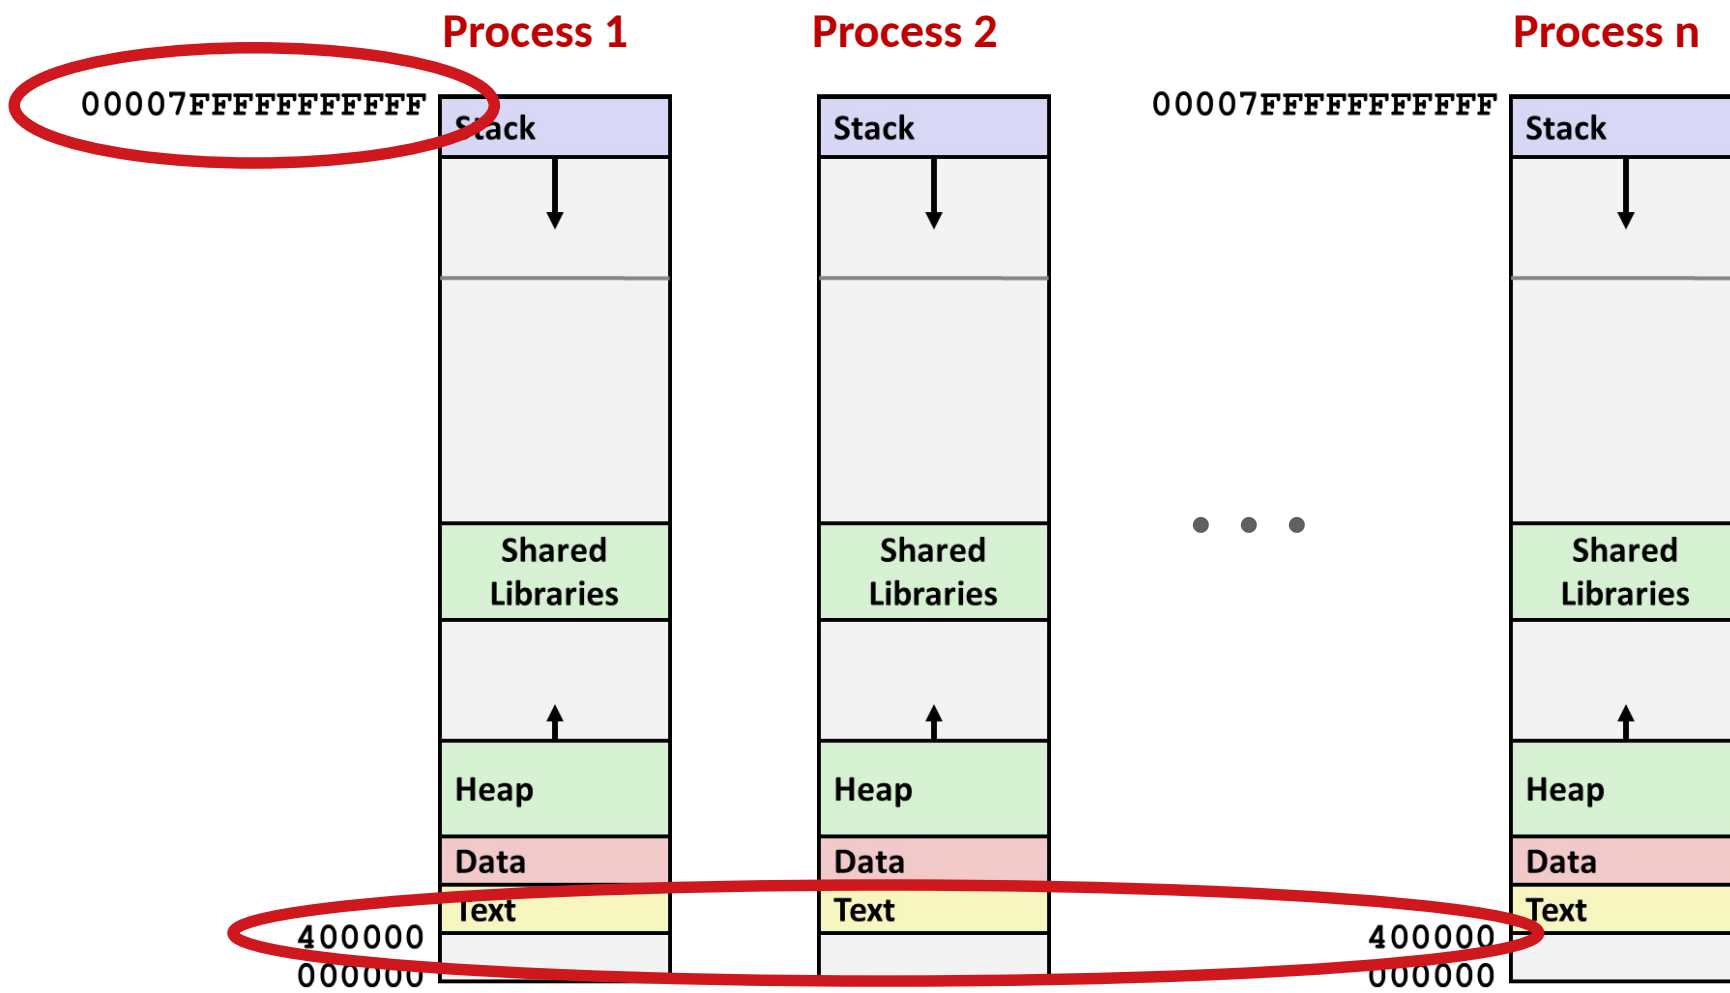 Process 1
Process 2
Process n
00007FFFFFFFFFFF
Stack
Stack
00007FFFFFFFFFFF
Stack
Shared
Libraries
Shared
Libraries
Shared
Libraries
Heap
Heap
Heap
Data
Data
Data
Text
Text
Text
400000
400000
000000
000000